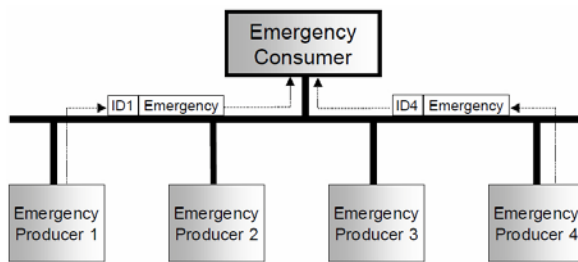 Emergency
Consumer
ID1 Emergency
ID4 Emergency
Emergency
Producer 1
Emergency
Producer 2
Emergency
Producer 3
Emergency
Producer 4